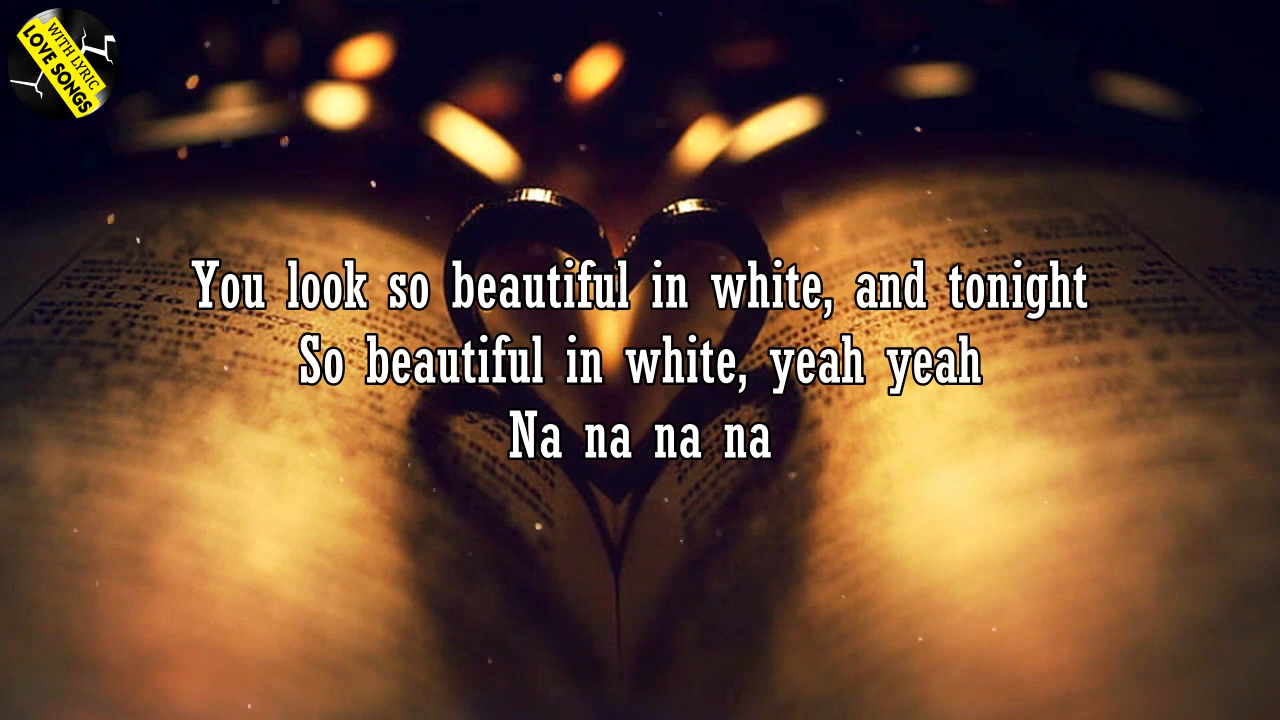 WITH LYRIC
LOVE SONGS
You look so beautiful in white, and tonight
So beautiful in white, yeah yeah
Na na na na